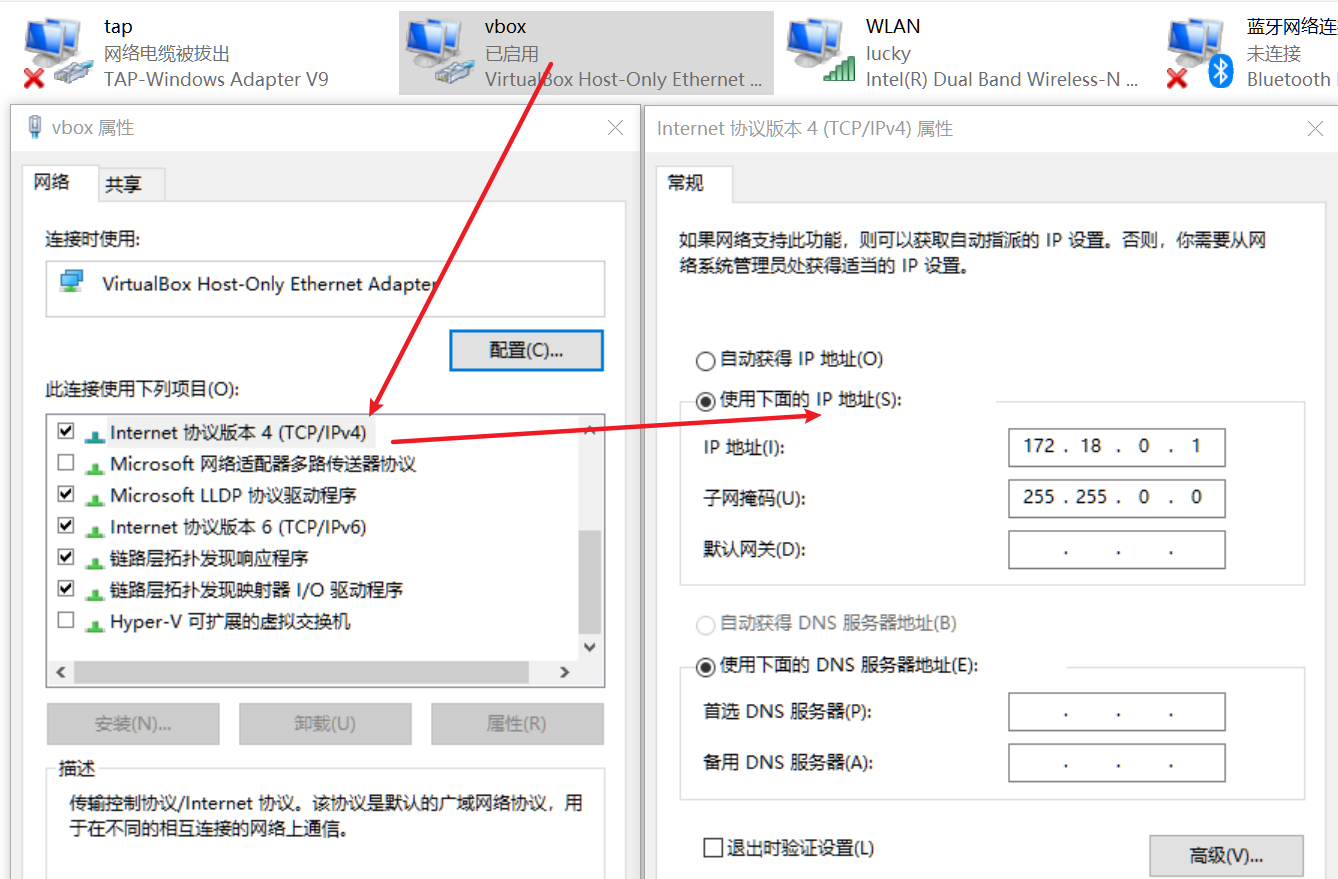 tap
网络电缆被拔出
TAP-Windows Adapter V9
vbox
已启用
VirtualBox Host-Only Ethernet ...
WLAN
lucky
Intel(R) Dual Band Wireless-N ...
蓝牙网络连
未连接
Bluetooth
vbox 属性
网络
共享
连接时使用:
VirtualBox Host-Only Ethernet Adapter
配置(C)...
此连接使用下列项目(O):
Internet 协议版本 4 (TCP/IPv4)
Microsoft 网络适配器多路传送器协议
Microsoft LLDP 协议驱动程序
Internet 协议版本 6 (TCP/IPv6)
链路层拓扑发现响应程序
链路层拓扑发现映射器 I/O 驱动程序
Hyper-V 可扩展的虚拟交换机
安装(N)...
卸载(U)
属性(R)
描述
传输控制协议/Internet 协议。该协议是默认的广域网络协议，用
于在不同的相互连接的网络上通信。
Internet 协议版本 4 (TCP/IPv4) 属性
常规
如果网络支持此功能，则可以获取自动指派的 IP 设置。否则，你需要从网
络系统管理员处获得适当的 IP 设置。
自动获得 IP 地址(O)
使用下面的 IP 地址(S):
IP 地址(I):
172 . 18 . 0 . 1
子网掩码(U):
255 . 255 . 0 . 0
默认网关(D):
. . .
自动获得 DNS 服务器地址(B)
使用下面的 DNS 服务器地址(E):
首选 DNS 服务器(P):
. . .
备用 DNS 服务器(A):
. . .
退出时验证设置(L)
高级(V)...